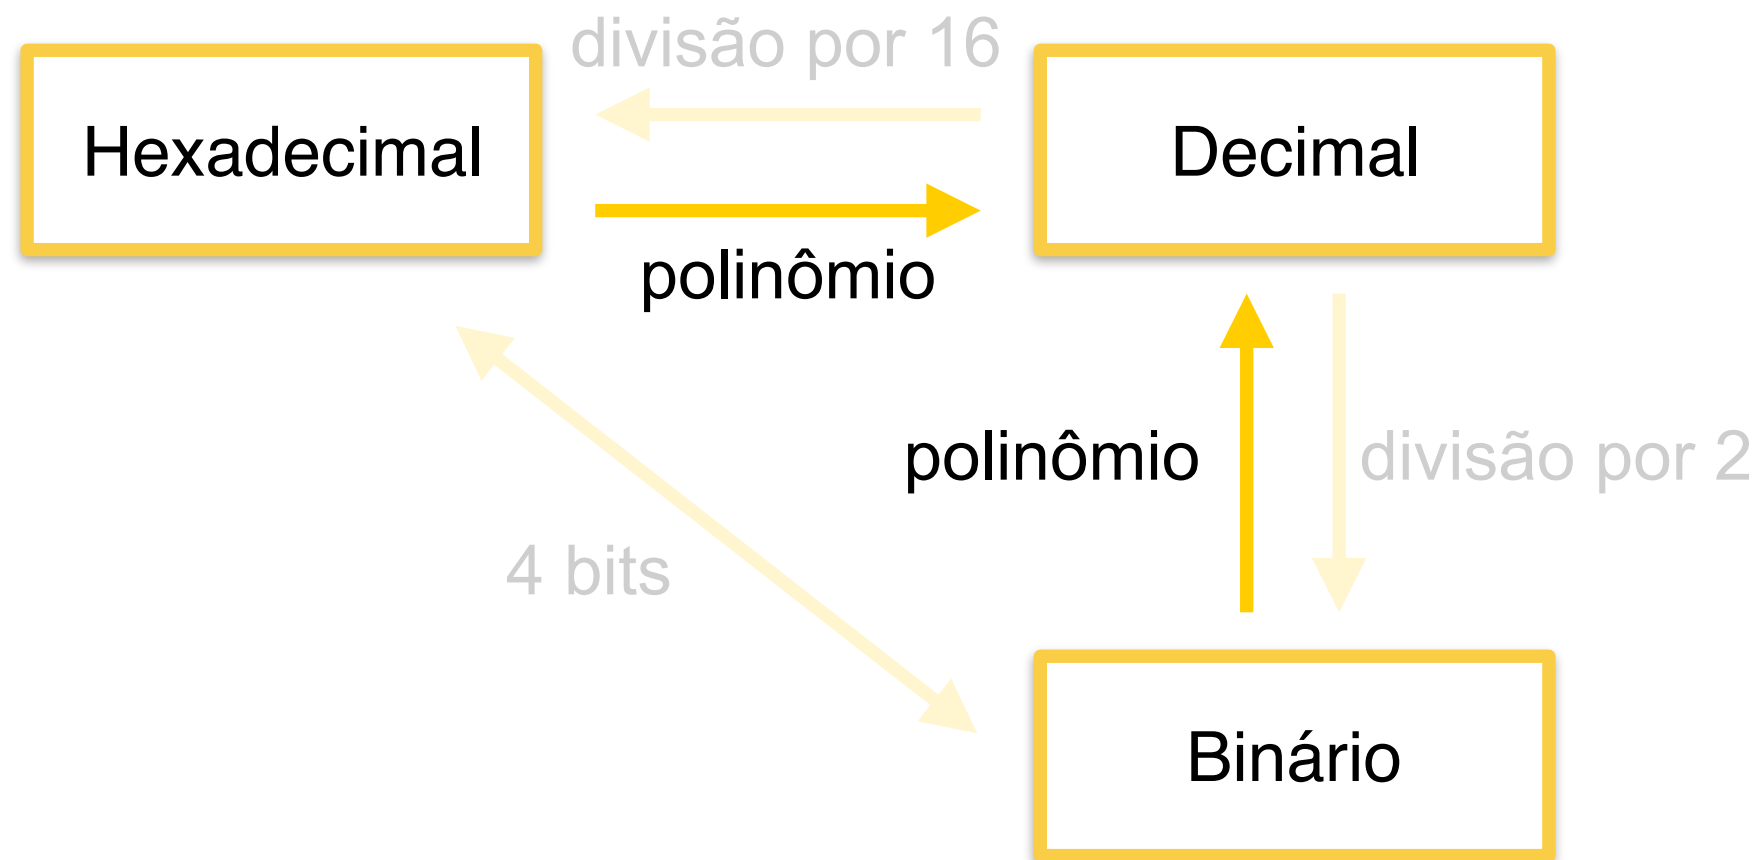 divisão por 16
Hexadecimal
Decimal
polinômio
polinômio
divisão por 2
4 bits
Binário